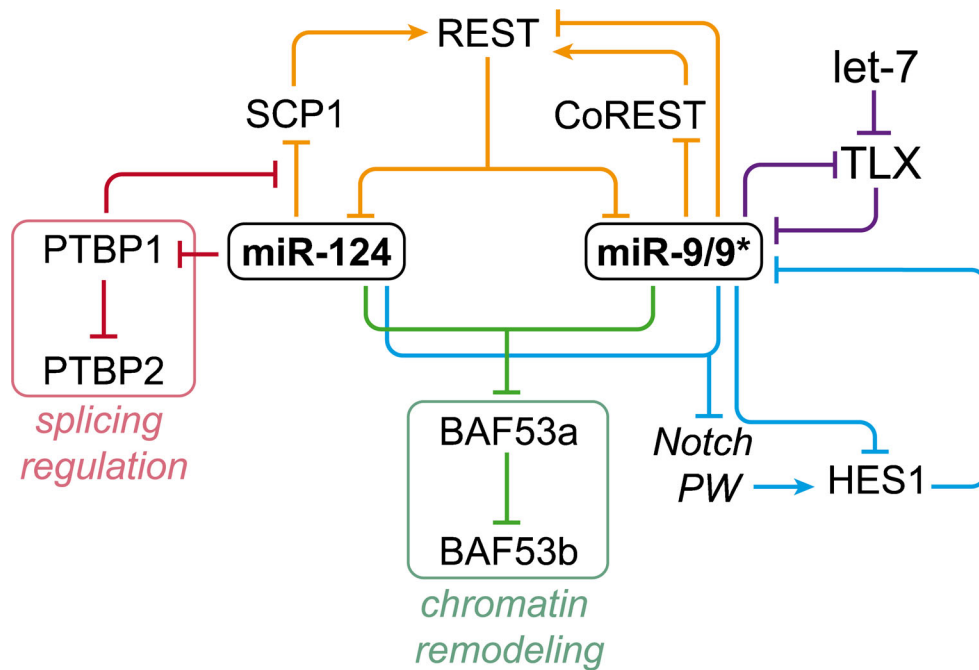 REST
let-7
SCP1
CoREST
TLX
PTBP1
miR-124
miR-9/9*
PTBP2
splicing
regulation
BAF53a
Notch
PW
HES1
BAF53b
chromatin
remodeling